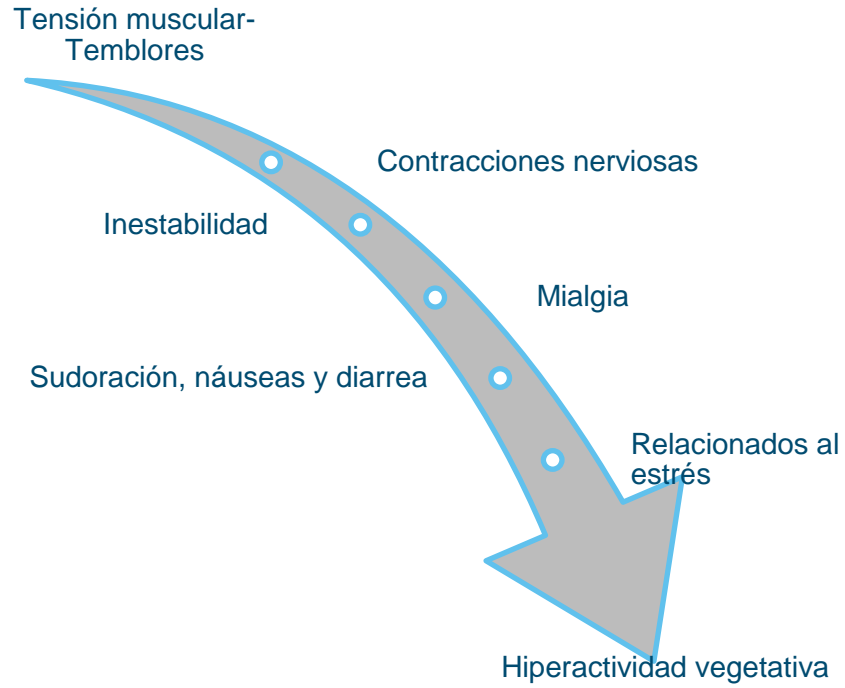 Tensión muscular-
Temblores
Contracciones nerviosas
Inestabilidad
Mialgia
Sudoración, náuseas y diarrea
Relacionados al
estrés
Hiperactividad vegetativa